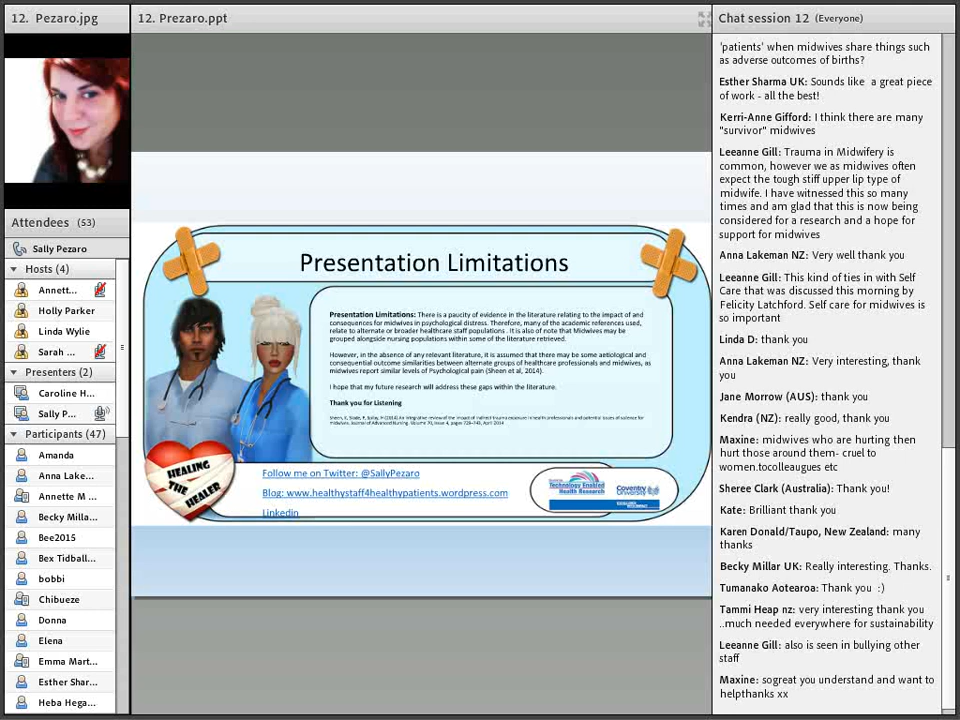 12.  Pezaro.jpg
12. Prezaro.ppt
Chat session 12 (Everyone)
Attendees (53)
Sally Pezaro
Hosts (4)
Annett...
Holly Parker
Linda Wylie
Sarah ...
Presenters (2)
Caroline H...
Sally P...
Participants (47)
Amanda
Anna Lake...
Annette M ...
Becky Milla...
Bee2015
Bex Tidball...
bobbi
Chibueze
Donna
Elena
Emma Mart...
Esther Shar...
Heba Hega...
Presentation Limitations
Presentation Limitations: There is a paucity of evidence in the literature relating to the impact of and
consequences for midwives in psychological distress. Therefore, many of the academic references used,
relate to alternative or broader healthcare staff populations . It is also of note that Midwives may be
grouped alongside nursing populations within some of the literature retrieved.
However, in the absence of any relevant literature, it is assumed that there may be some aetiological and
consequential outcome similarities between alternate groups of healthcare professionals and midwives, as
midwives report similar levels of Psychological pain (Sheen et al, 2014).
I hope that my future research will address these gaps within the literature.
Thank you for Listening
HEALING
THE
HEALER
Follow me on Twitter: @SallyPezaro
Blog: www.healthystaff4healthypatients.wordpress.com
Linkedin
Technology Enabled
Health Research
Coventry
University
'patients' when midwives share things such
as adverse outcomes of births?
Esther Sharma UK: Sounds like  a great piece
of work - all the best!
Kerri-Anne Gifford: I think there are many
"survivor" midwives
Leeanne Gill: Trauma in Midwifery is
common, however we as midwives often
expect the tough stiff upper lip type of
midwife. I have witnessed this so many
times and am glad that this is now being
considered for a research and a hope for
support for midwives
Anna Lakeman NZ: Very well thank you
Leeanne Gill: This kind of ties in with Self
Care that was discussed this morning by
Felicity Latchford. Self care for midwives is
so important
Linda D: thank you
Anna Lakeman NZ: Very interesting, thank
you
Jane Morrow (AUS): thank you
Kendra (NZ): really good, thank you
Maxine: midwives who are hurting then
hurt those around them- cruel to
women.tocolleaugues etc
Sheree Clark (Australia): Thank you!
Kate: Brilliant thank you
Karen Donald/Taupo, New Zealand: many
thanks
Becky Millar UK: Really interesting. Thanks.
Tumanako Aotearoa: Thank you  :)
Tammi Heap nz: very interesting thank you
..much needed everywhere for sustainability
Leeanne Gill: also is seen in bullying other
staff
Maxine: sogreat you understand and want to
helpthanks xx